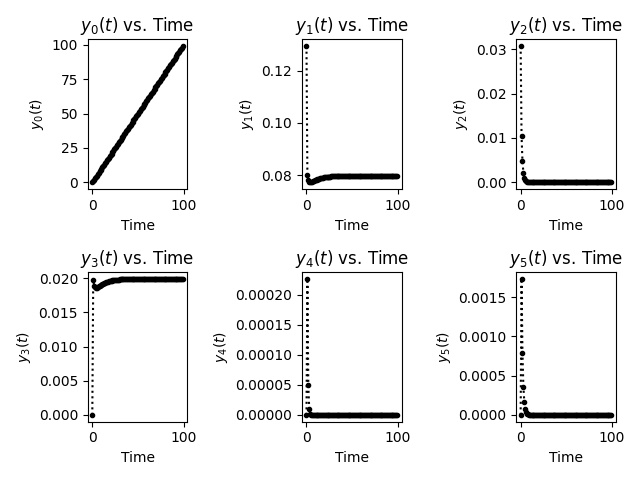 y₀(t) vs. Time
y₁(t) vs. Time
y₂(t) vs. Time
y₀(t)
100
75
50
25
0
0
100
Time
y₁(t)
0.12
0.10
0.08
0
100
Time
y₂(t)
0.03
0.02
0.01
0.00
0
100
Time
y₃(t) vs. Time
y₄(t) vs. Time
y₅(t) vs. Time
y₃(t)
0.020
0.015
0.010
0.005
0.000
0
100
Time
y₄(t)
0.00020
0.00015
0.00010
0.00005
0.00000
0
100
Time
y₅(t)
0.0015
0.0010
0.0005
0.0000
0
100
Time